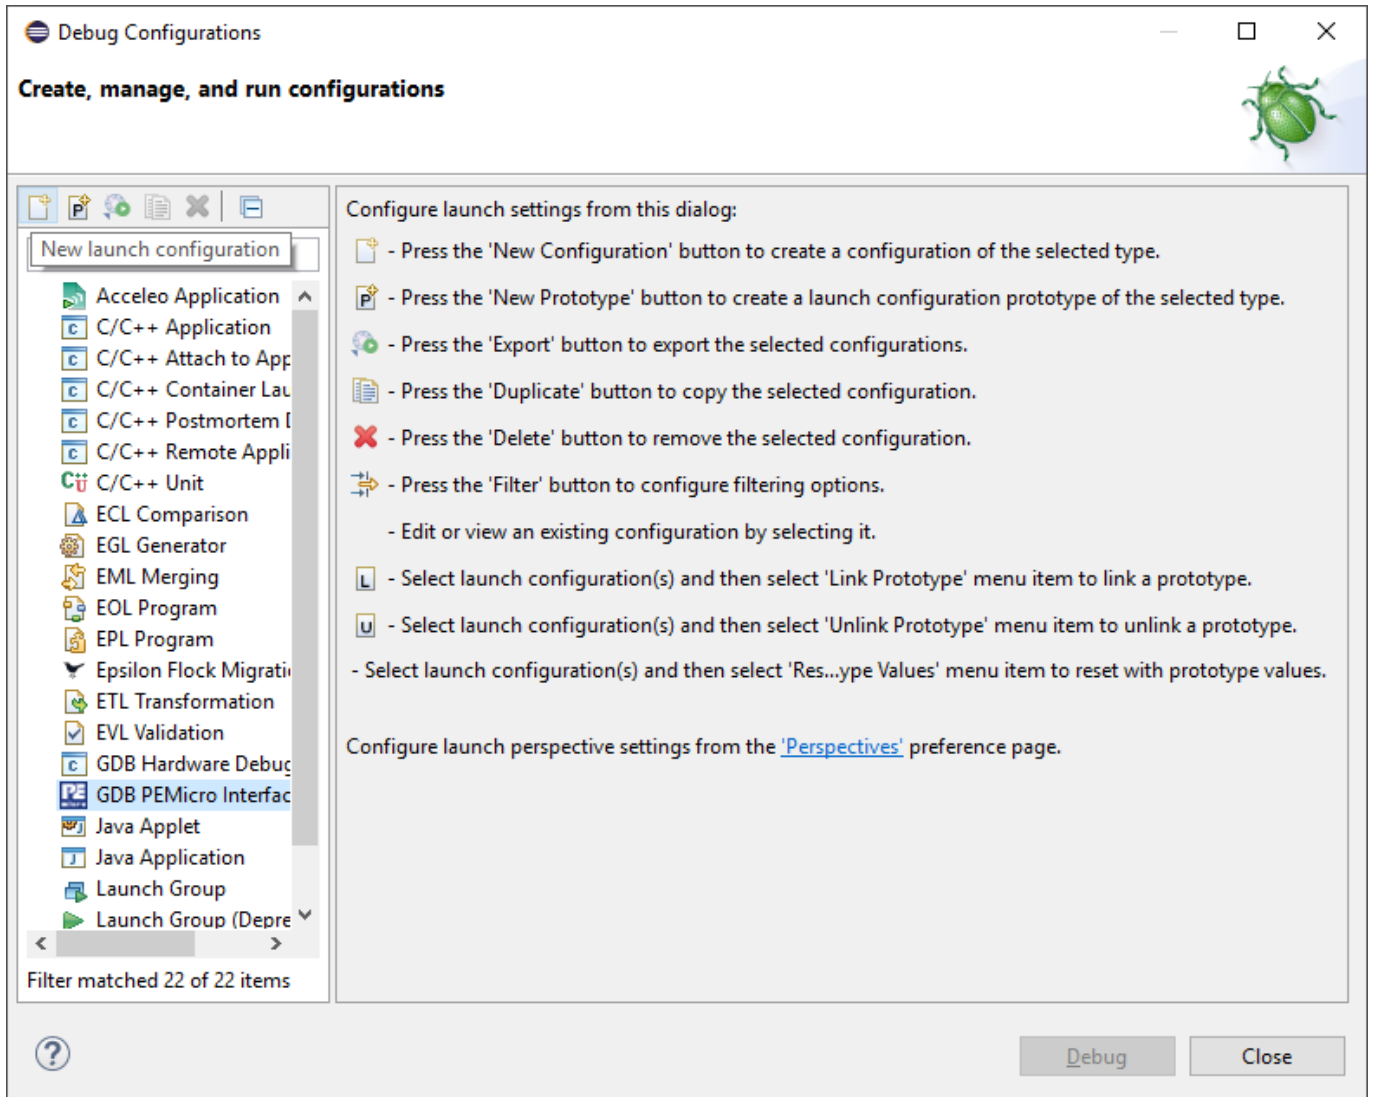 Debug Configurations
Create, manage, and run configurations
New launch configuration
Acceleo Application
C/C++ Application
C/C++ Attach to App
C/C++ Container Lau
C/C++ Postmortem D
C/C++ Remote Appli
C/C++ Unit
ECL Comparison
EGL Generator
EML Merging
EOL Program
EPL Program
Epsilon Flock Migrati
ETL Transformation
EVL Validation
GDB Hardware Debug
GDB PEMicro Interfac
Java Applet
Java Application
Launch Group
Launch Group (Depre
Filter matched 22 of 22 items
Configure launch settings from this dialog:
- Press the 'New Configuration' button to create a configuration of the selected type.
- Press the 'New Prototype' button to create a launch configuration prototype of the selected type.
- Press the 'Export' button to export the selected configurations.
- Press the 'Duplicate' button to copy the selected configuration.
- Press the 'Delete' button to remove the selected configuration.
- Press the 'Filter' button to configure filtering options.
- Edit or view an existing configuration by selecting it.
- Select launch configuration(s) and then select 'Link Prototype' menu item to link a prototype.
- Select launch configuration(s) and then select 'Unlink Prototype' menu item to unlink a prototype.
- Select launch configuration(s) and then select 'Res...ype Values' menu item to reset with prototype values.
Configure launch perspective settings from the 'Perspectives' preference page.
Debug
Close